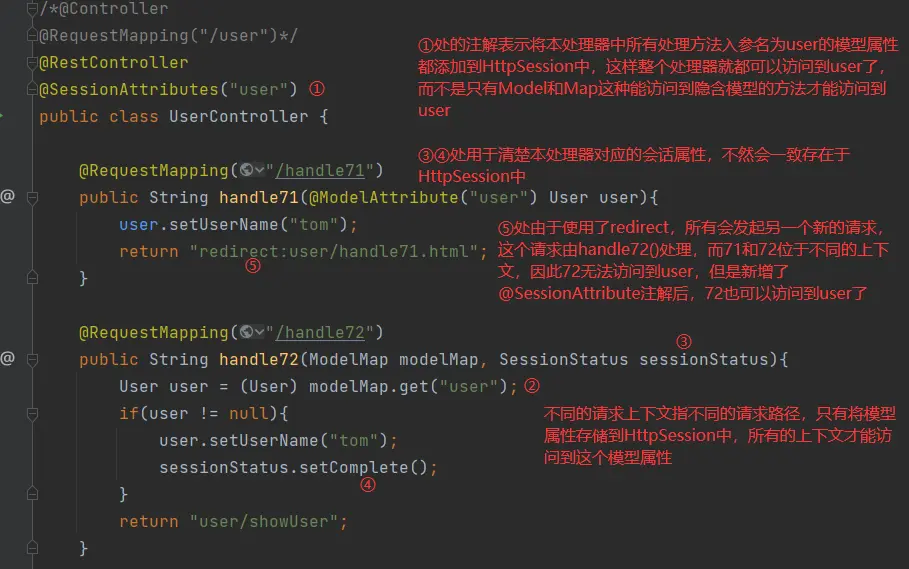 /*@Controller
@RequestMapping("/user")*/
@RestController
@SessionAttributes("user") ①
public class UserController {
①处的注解表示将本处理器中所有处理方法入参名为user的模型属性
都添加到HttpSession中，这样整个处理器就都可以访问到user了，
而不是只有Model和Map这种能访问到隐含模型的方法才能访问到
user
③④处用于清楚本处理器对应的会话属性，不然会一致存在于
HttpSession中
@RequestMapping("/handle71")
public String handle71(@ModelAttribute("user") User user){
user.setUserName("tom");
return "redirect:user/handle71.html";
⑤
}
⑤处由于使用了redirect，所有会发起另一个新的请求，
这个请求由handle72()处理，而71和72位于不同的上下
文，因此72无法访问到user，但是新增了
@SessionAttribute注解后，72也可以访问到user了
@RequestMapping("/handle72")
③
public String handle72(ModelMap modelMap, SessionStatus sessionStatus){
User user = (User) modelMap.get("user"); ②
if(user != null){
user.setUserName("tom");
sessionStatus.setComplete();
④
}
return "user/showUser";
}
不同的请求上下文指不同的请求路径，只有将模型
属性存储到HttpSession中，所有的上下文才能访
问到这个模型属性
@
@